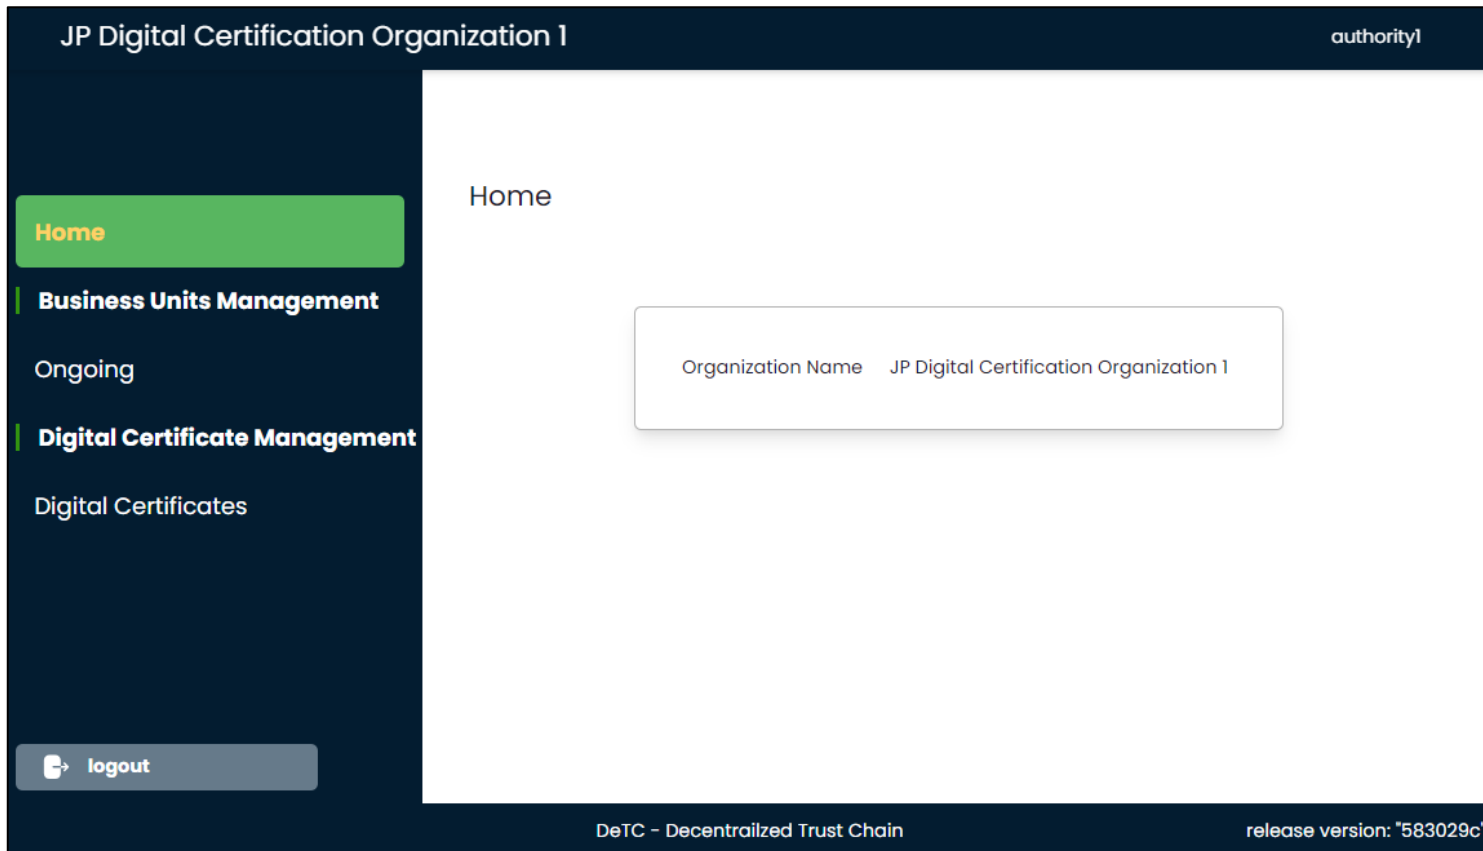 JP Digital Certification Organization 1
authority1
Home
Business Units Management
Ongoing
Digital Certificate Management
Digital Certificates
logout
Home
Organization Name JP Digital Certification Organization 1
DeTC - Decentrailzed Trust Chain
release version: "583029c"